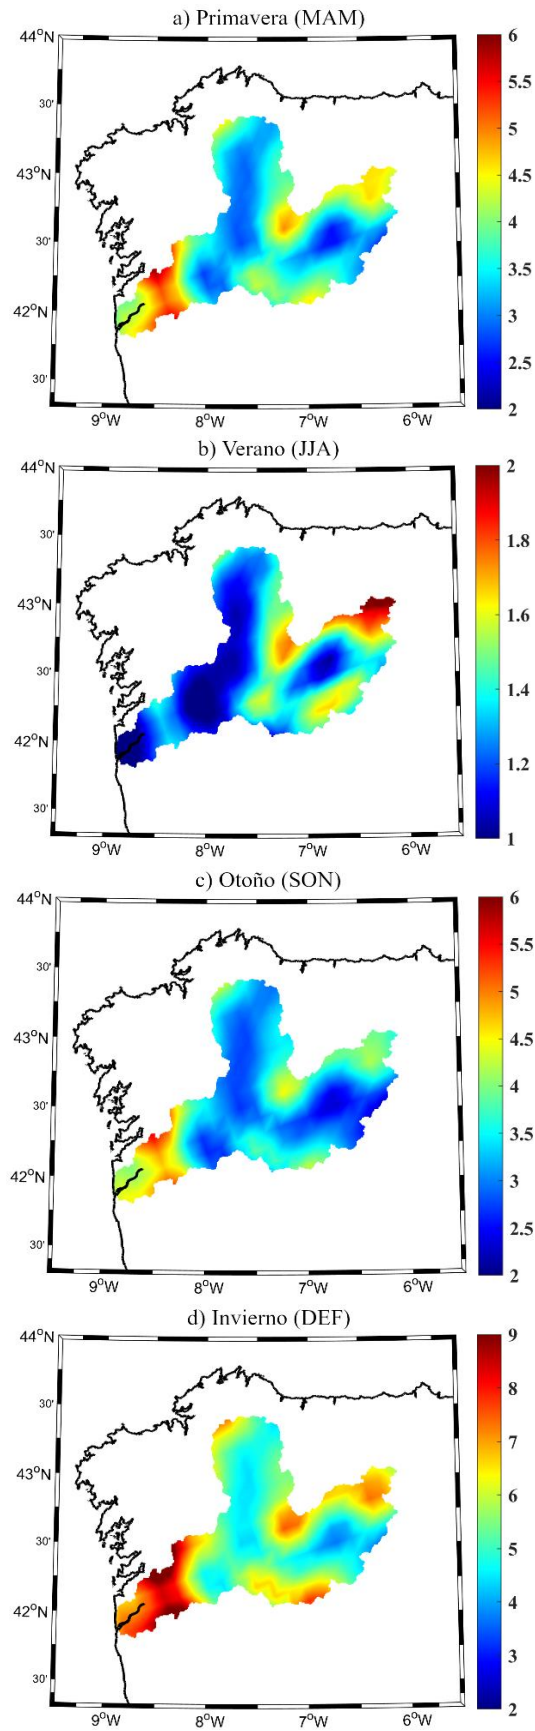 a) Primavera (MAM)
44°N
30'
43°N
30'
42°N
30'
9°W 8°W 7°W 6°W
6
5.5
5
4.5
4
3.5
3
2.5
2
b) Verano (JJA)
44°N
30'
43°N
30'
42°N
30'
9°W 8°W 7°W 6°W
2
1.8
1.6
1.4
1.2
1
c) Otoño (SON)
44°N
30'
43°N
30'
42°N
30'
9°W 8°W 7°W 6°W
6
5.5
5
4.5
4
3.5
3
2.5
2
d) Invierno (DEF)
44°N
30'
43°N
30'
42°N
30'
9°W 8°W 7°W 6°W
9
8
7
6
5
4
3
2